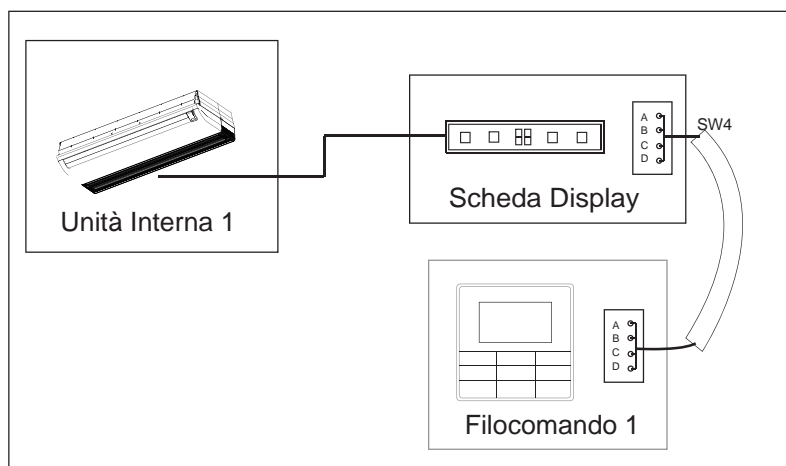 Unità Interna 1
A
B
C
D
SW4
Scheda Display
A
B
C
D
Filocomando 1